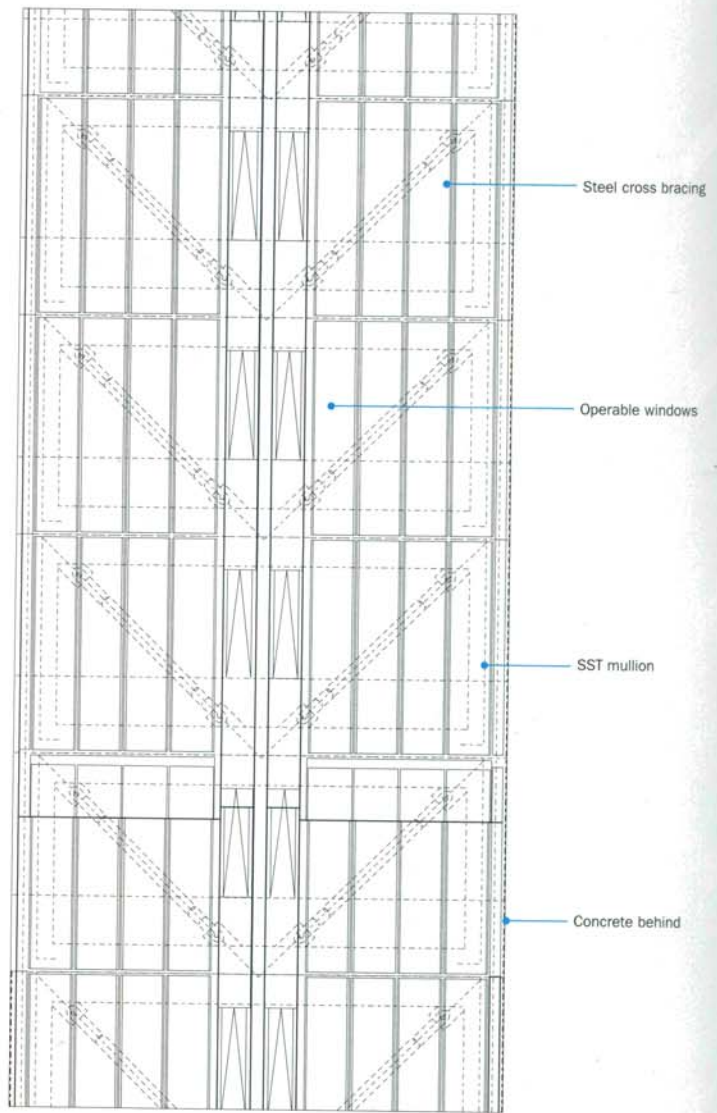 Steel cross bracing
Operable windows
SST mullion
Concrete behind